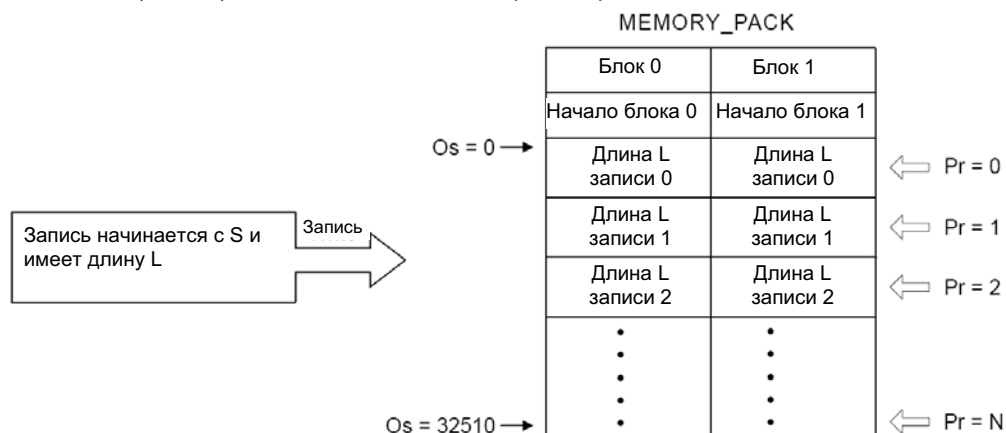 MEMORY_PACK
Блок 0
Блок 1
Начало блока 0
Начало блока 1
Os = 0
Длина L
записи 0
Длина L
записи 0
Pr = 0
Запись начинается с S и
имеет длину L
Запись
Длина L
записи 1
Длина L
записи 1
Pr = 1
Длина L
записи 2
Длина L
записи 2
Pr = 2
Os = 32510
Pr = N